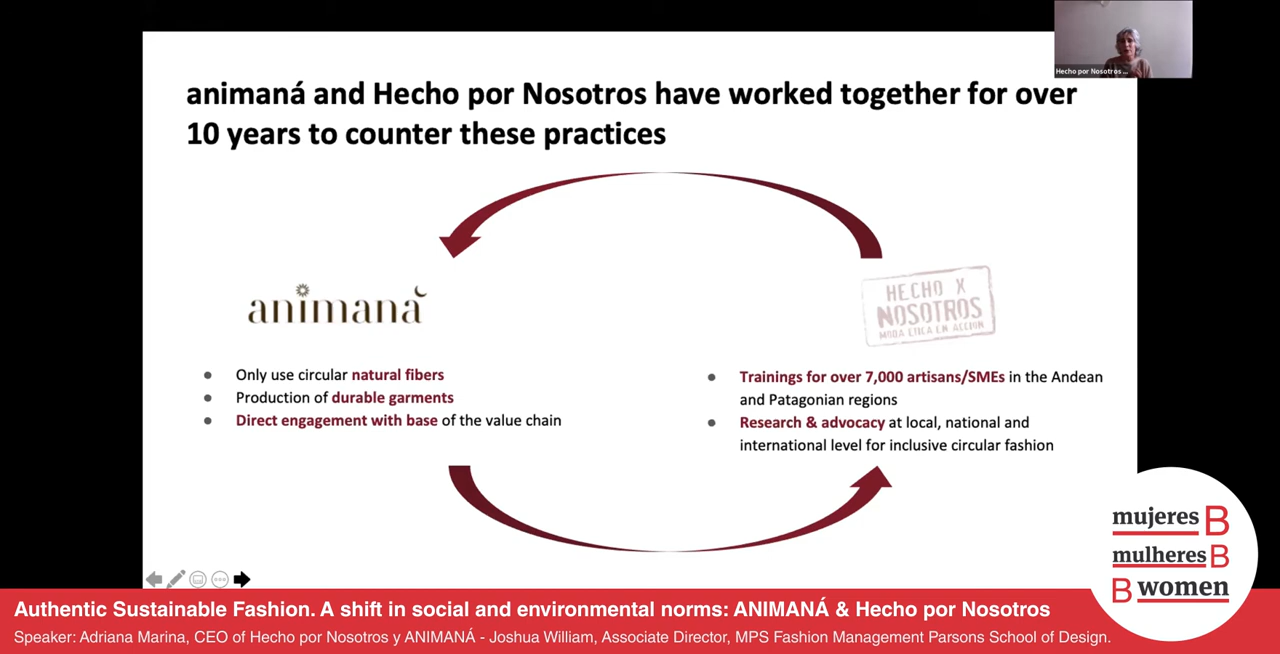 Hecho por Nosotros ...
animaná and Hecho por Nosotros have worked together for over
10 years to counter these practices
animaná
HECHO X
NOSOTROS
MODA ETICA EN ACCION
● Only use circular natural fibers
● Production of durable garments
● Direct engagement with base of the value chain
● Trainings for over 7,000 artisans/SMEs in the Andean
and Patagonian regions
● Research & advocacy at local, national and
international level for inclusive circular fashion
mujeres B
mulheres B
B women
Authentic Sustainable Fashion. A shift in social and environmental norms: ANIMANÁ & Hecho por Nosotros
Speaker: Adriana Marina, CEO of Hecho por Nosotros y ANIMANÁ - Joshua William, Associate Director, MPS Fashion Management Parsons School of Design.